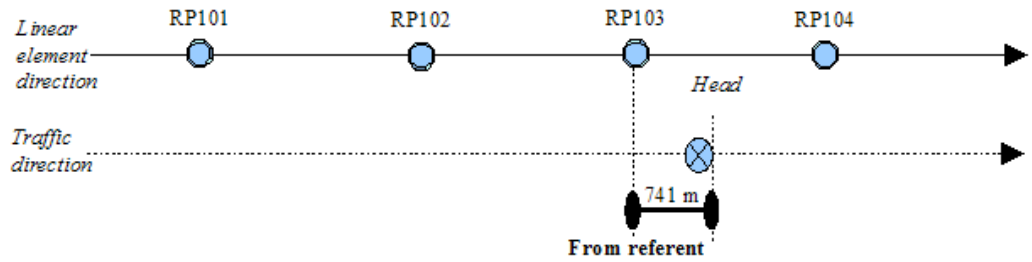 Linear
element
direction
RP101
RP102
RP103
RP104
Head
Traffic
direction
741 m
From referent